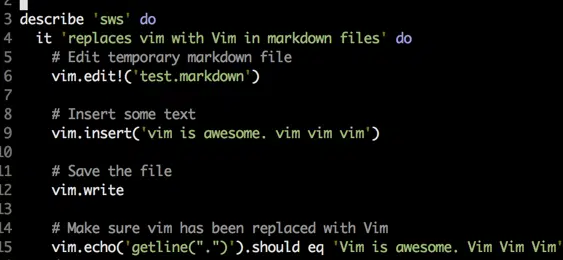 2
3 describe 'sws' do
4   it 'replaces vim with Vim in markdown files' do
5     # Edit temporary markdown file
6     vim.edit!('test.markdown')
7
8     # Insert some text
9     vim.insert('vim is awesome. vim vim vim')
10
11     # Save the file
12     vim.write
13
14     # Make sure vim has been replaced with Vim
15     vim.echo('getline(".")').should eq 'Vim is awesome. Vim Vim Vim'